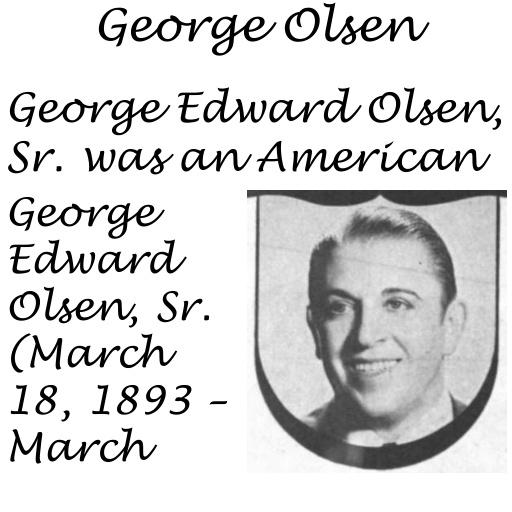 George Olsen
George Edward Olsen,
Sr. was an American
George
Edward
Olsen, Sr.
(March
18, 1893 –
March